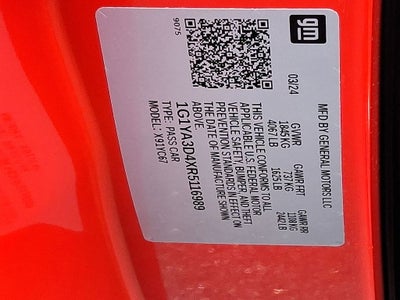 gm
9075
MFD BY GENERAL MOTORS LLC
03/24
GVWR GAWR FRT GAWR RR
1845 KG 737 KG 1108 KG
4067 LB 1625 LB 2442 LB
THIS VEHICLE CONFORMS TO ALL
APPLICABLE U.S. FEDERAL MOTOR
VEHICLE SAFETY, BUMPER, AND THEFT
PREVENTION STANDARDS IN EFFECT ON
THE DATE OF MANUFACTURE SHOWN
ABOVE.
1G1YA3D4XR5116989
TYPE: PASS CAR
MODEL: X91YC67